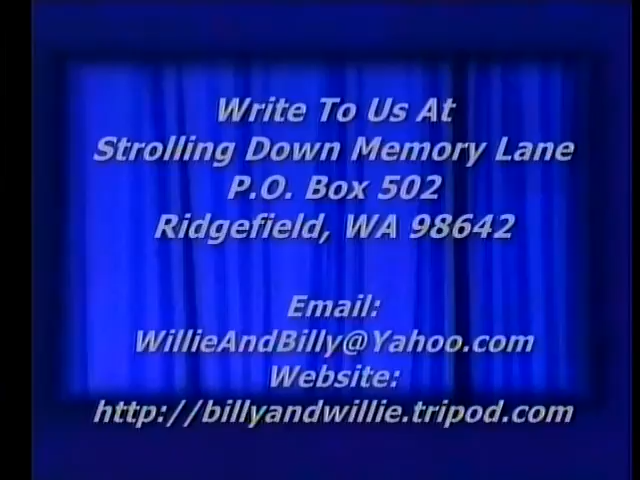 Write To Us At
Strolling Down Memory Lane
P.O. Box 502
Ridgefield, WA 98642
Email:
WillieAndBilly@Yahoo.com
Website:
http://billyandwillie.tripod.com